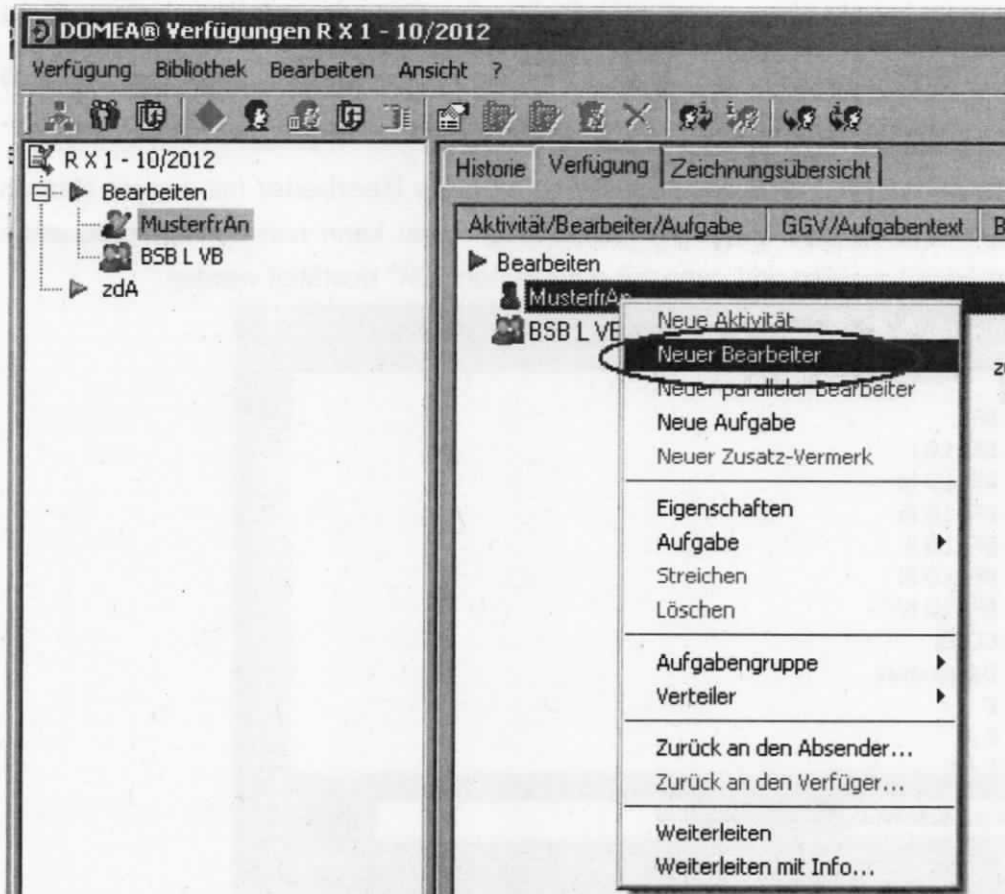 DOMEA® Verfügungen R X 1 - 10/2012
Verfügung Bibliothek Bearbeiten Ansicht ?
R X 1 - 10/2012
Bearbeiten
MusterfrAn
BSB L VB
zdA
Historie Verfügung Zeichnungsübersicht
Aktivität/Bearbeiter/Aufgabe GGV/Aufgabentext B
Bearbeiten
MusterfrAn
BSB L VB
Neue Aktivität
Neuer Bearbeiter
Neuer paralleler Bearbeiter
Neue Aufgabe
Neuer Zusatz-Vermerk
Eigenschaften
Aufgabe
Streichen
Löschen
Aufgabengruppe
Verteiler
Zurück an den Absender...
Zurück an den Verfüger...
Weiterleiten
Weiterleiten mit Info...